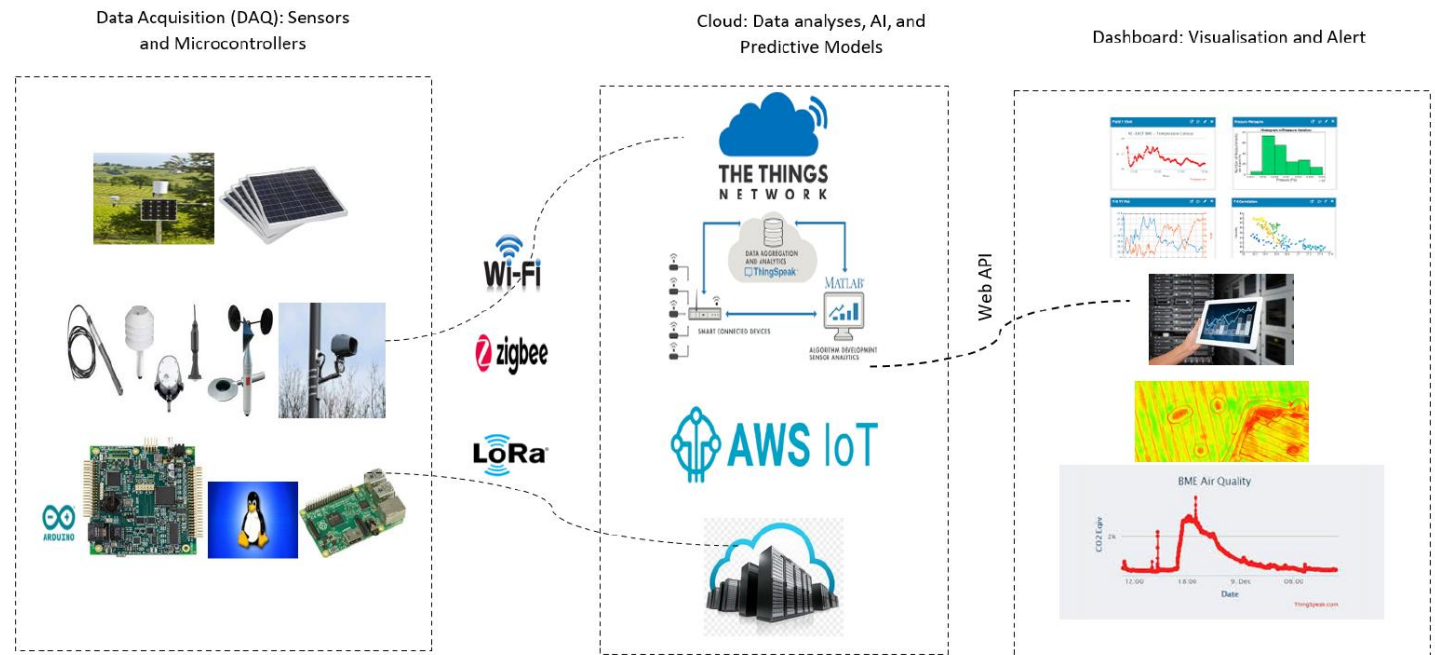 Data Acquisition (DAQ): Sensors
and Microcontrollers
Cloud: Data analyses, AI, and
Predictive Models
Dashboard: Visualisation and Alert
ARDUINO
Wi-Fi
zigbee
LoRa
THE THINGS
NETWORK
DATA AGGREGATION
AND ANALYTICS
ThingSpeak
MATLAB
SMART CONNECTED DEVICES
ALGORITHM DEVELOPMENT
SENSOR ANALYTICS
AWS IoT
Web API
BME Air Quality
CO2 Eqiv
2k
12:00
18:00
9. Dec
06:00
Date
ThingSpeak.com